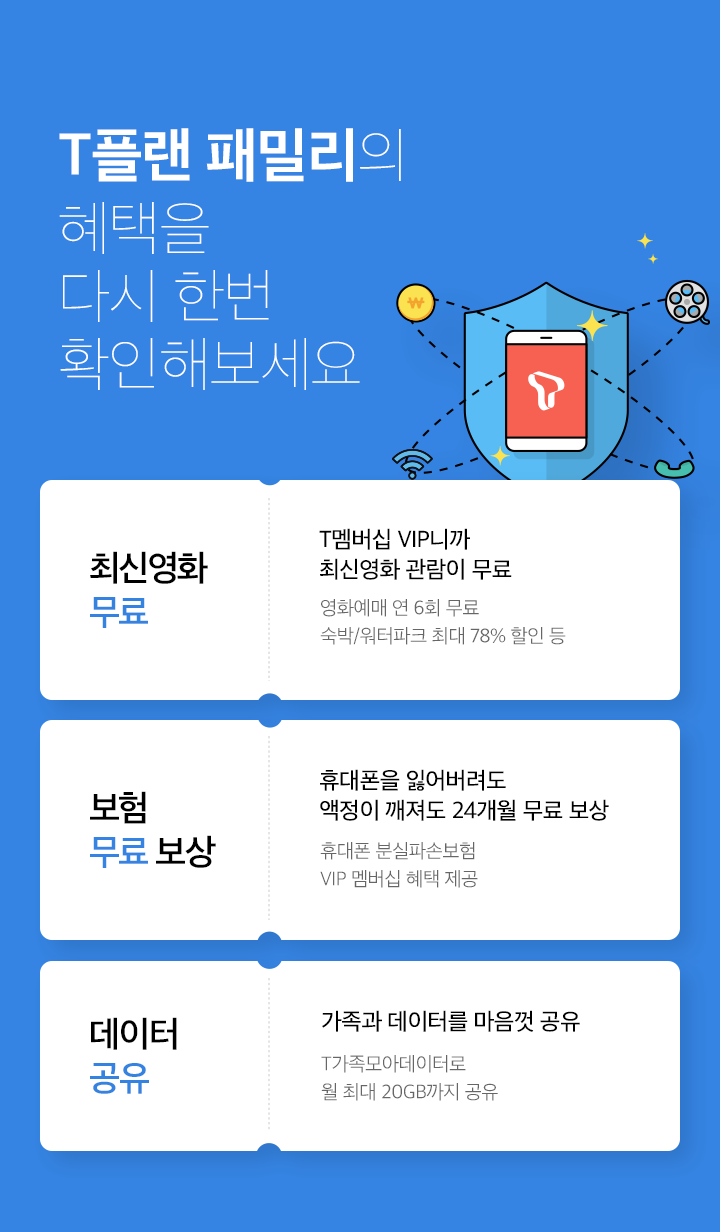 T플랜 패밀리의
혜택을
다시 한번
확인해보세요
₩
최신영화
무료
T멤버십 VIP니까
최신영화 관람이 무료
영화예매 연 6회 무료
숙박/워터파크 최대 78% 할인 등
보험
무료 보상
휴대폰을 잃어버려도
액정이 깨져도 24개월 무료 보상
휴대폰 분실파손보험
VIP 멤버십 혜택 제공
데이터
공유
가족과 데이터를 마음껏 공유
T가족모아데이터로
월 최대 20GB까지 공유